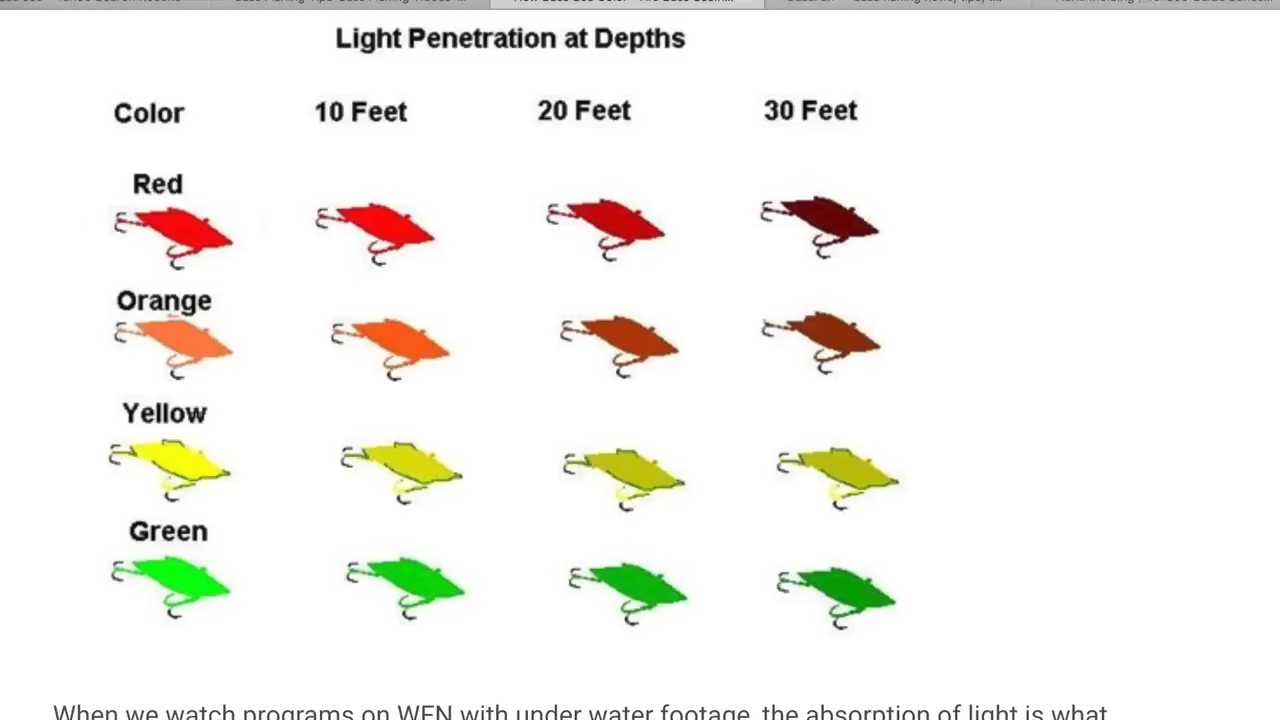 Light Penetration at Depths
Color 10 Feet 20 Feet 30 Feet
Red
Orange
Yellow
Green
When we watch programs on WFN with under water footage, the absorption of light is what